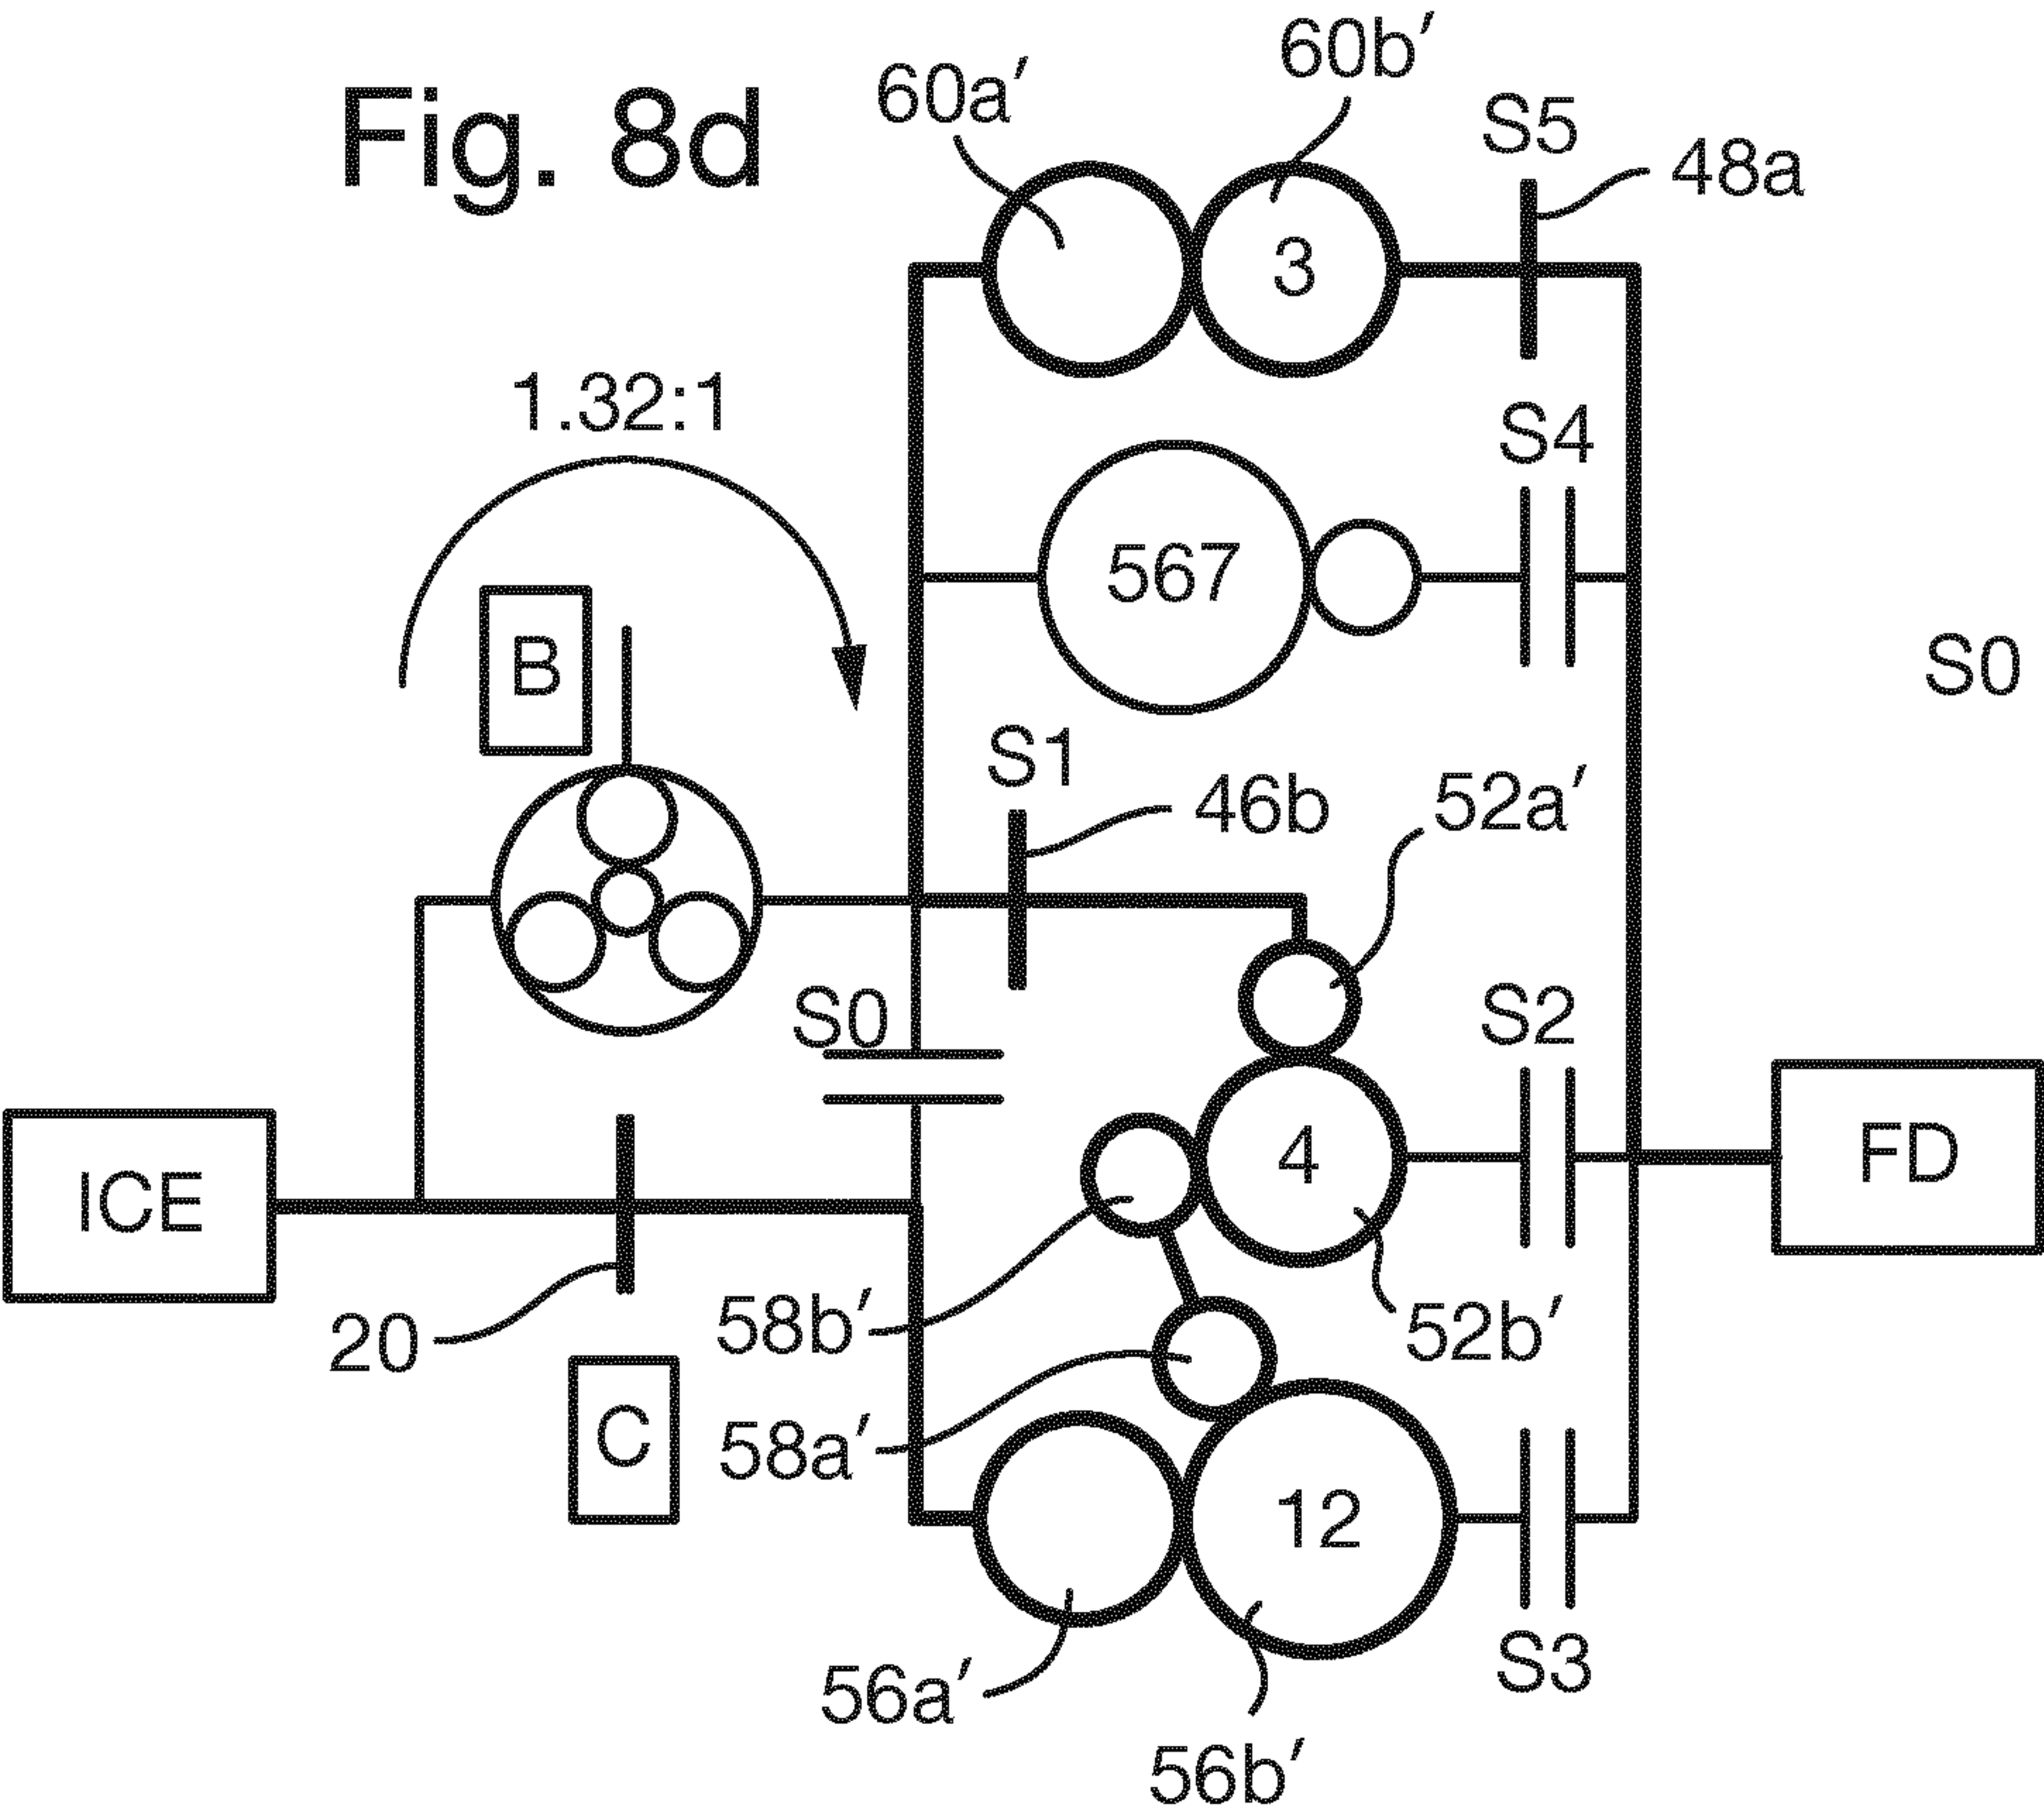 Fig. 8d
60a′
60b′
S5
48a
3
1.32:1
S4
567
B
S0
S1
46b
52a′
S0
S2
ICE
4
FD
20
58b′
52b′
C
58a′
12
56a′
S3
56b′